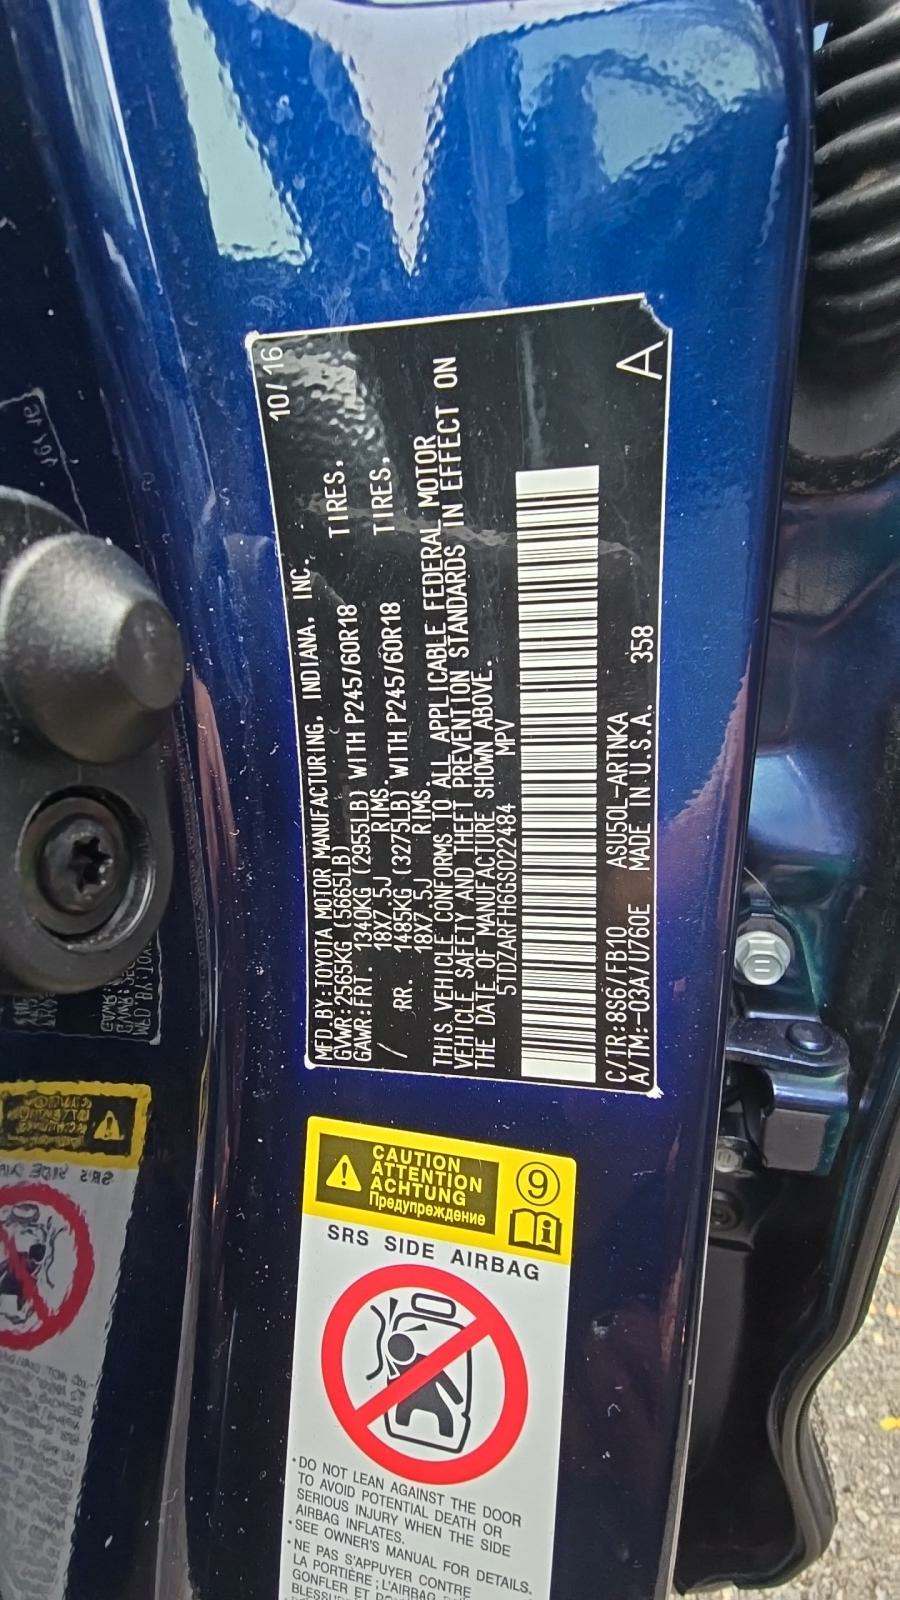 MFD.BY:TOYOTA MOTOR MANUFACTURING, INDIANA, INC. 10/16
GVWR:2565KG (5665LB)
GAWR:FRT. 1340KG (2955LB) WITH P245/60R18 TIRES,
18X7.5J RIMS.
/ RR. 1485KG (3275LB) WITH P245/60R18 TIRES,
18X7.5J RIMS.
THIS VEHICLE CONFORMS TO ALL APPLICABLE FEDERAL MOTOR
VEHICLE SAFETY AND THEFT PREVENTION STANDARDS IN EFFECT ON
THE DATE OF MANUFACTURE SHOWN ABOVE.
5TDZARFH6GS022484 MPV
C/TR:8S6/FB10 ASU50L-ARTNKA
A/TM:-03A/U760E MADE IN U.S.A. 358
A
CAUTION
ATTENTION
ACHTUNG
Предупреждение
9
i
SRS SIDE AIRBAG
•DO NOT LEAN AGAINST THE DOOR
TO AVOID POTENTIAL DEATH OR
SERIOUS INJURY WHEN THE SIDE
AIRBAG INFLATES.
•SEE OWNER'S MANUAL FOR DETAILS.
•NE PAS S'APPUYER CONTRE
LA PORTIÈRE ; L'AIRBAG
GONFLER ET